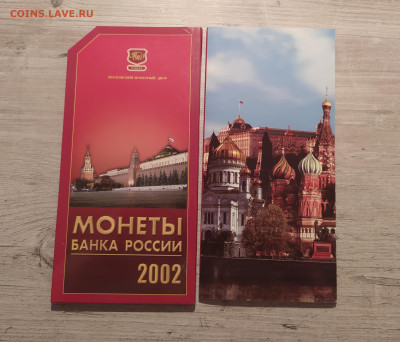 COINS.LAVE.RU
МОСКОВСКИЙ МОНЕТНЫЙ ДВОР
МОНЕТЫ
БАНКА РОССИИ
2002